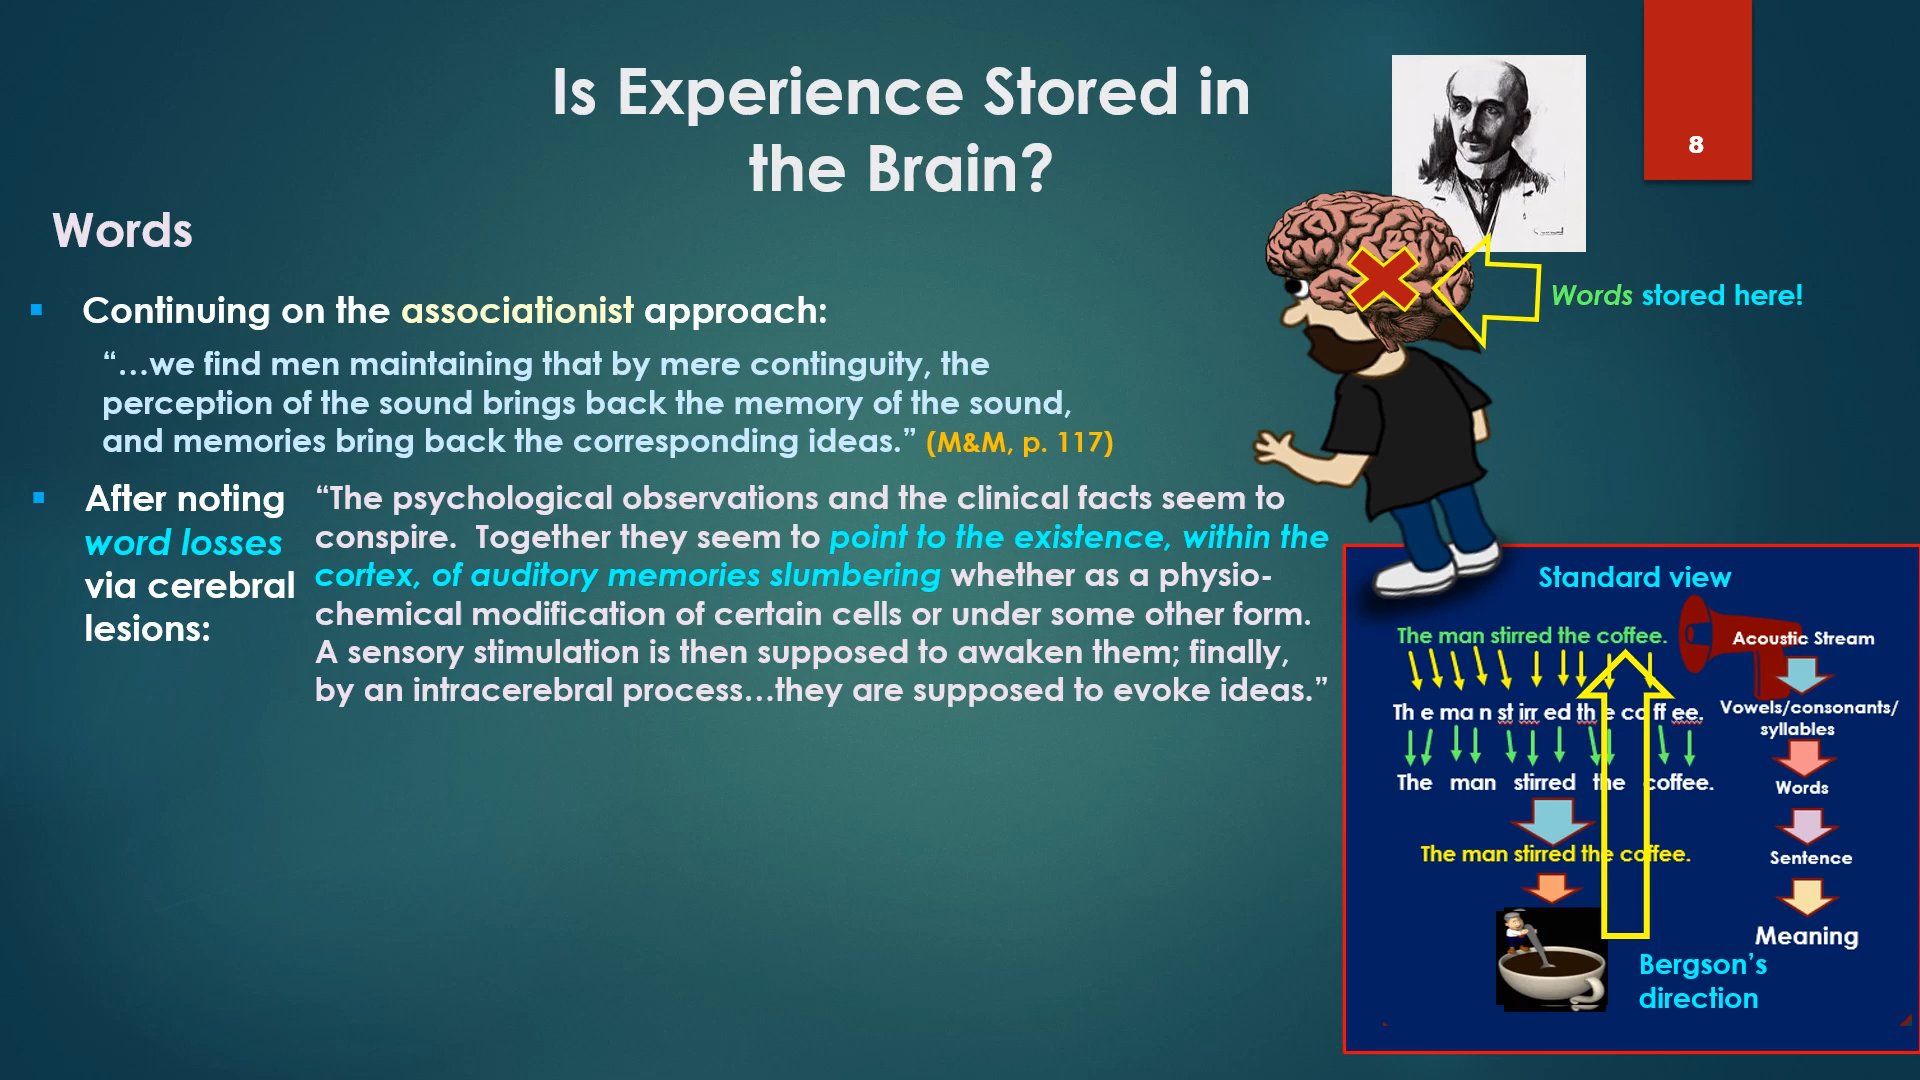 Is Experience Stored in
the Brain?
8
Words
Words stored here!
Continuing on the associationist approach:
“…we find men maintaining that by mere continguity, the
perception of the sound brings back the memory of the sound,
and memories bring back the corresponding ideas.” (M&M, p. 117)
After noting
word losses
via cerebral
lesions:
“The psychological observations and the clinical facts seem to
conspire. Together they seem to point to the existence, within the
cortex, of auditory memories slumbering whether as a physio-
chemical modification of certain cells or under some other form.
A sensory stimulation is then supposed to awaken them; finally,
by an intracerebral process…they are supposed to evoke ideas.”
Standard view
The man stirred the coffee.
Th e ma n st irr ed th e co ff ee.
The man stirred the coffee.
The man stirred the coffee.
Acoustic Stream
Vowels/consonants/
syllables
Words
Sentence
Meaning
Bergson’s
direction